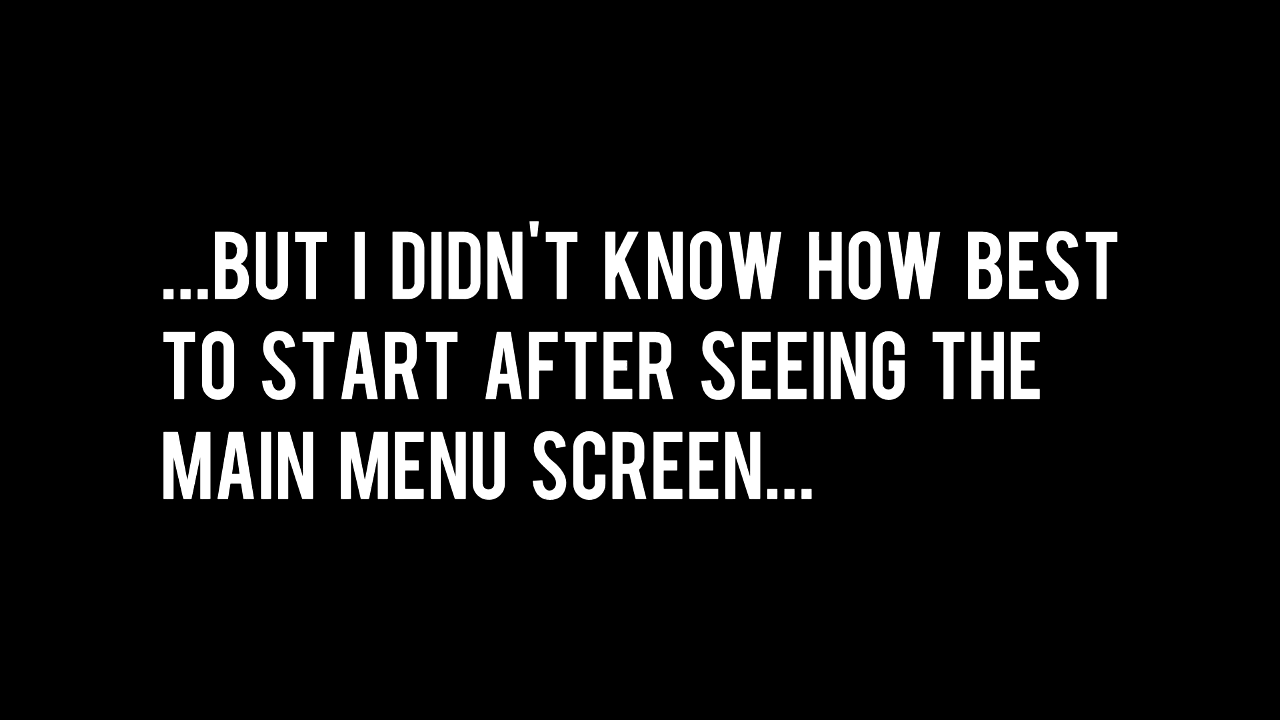 ...BUT I DIDN'T KNOW HOW BEST
TO START AFTER SEEING THE
MAIN MENU SCREEN...